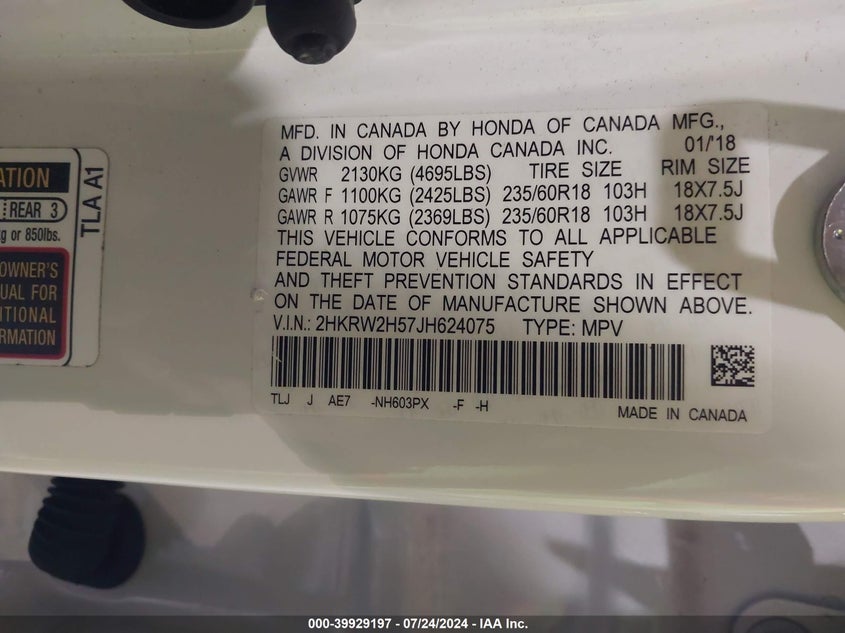 ATION
REAR 3
g or 850lbs.
OWNER'S
UAL FOR
ITIONAL
RMATION
TLA A1
MFD. IN CANADA BY HONDA OF CANADA MFG.,
A DIVISION OF HONDA CANADA INC. 01/'18
GVWR 2130KG (4695LBS) TIRE SIZE RIM SIZE
GAWR F 1100KG (2425LBS) 235/60R18 103H 18X7.5J
GAWR R 1075KG (2369LBS) 235/60R18 103H 18X7.5J
THIS VEHICLE CONFORMS TO ALL APPLICABLE
FEDERAL MOTOR VEHICLE SAFETY
AND THEFT PREVENTION STANDARDS IN EFFECT
ON THE DATE OF MANUFACTURE SHOWN ABOVE.
V.I.N.: 2HKRW2H57JH624075 TYPE: MPV
TLJ J AE7 -NH603PX -F -H
MADE IN CANADA
000-39929197 - 07/24/2024 - IAA Inc.